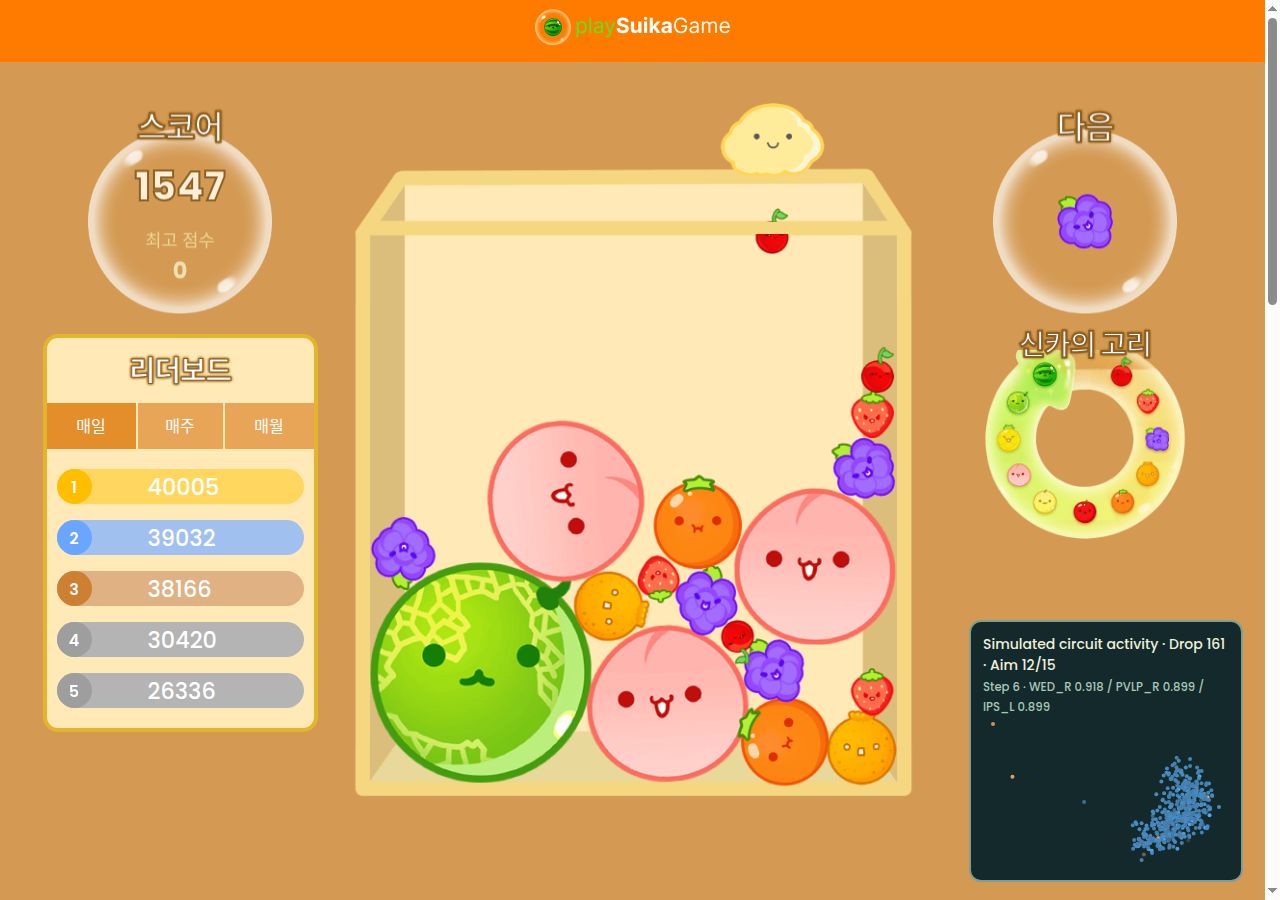 playSuikaGame
스코어
1547
최고 점수
0
다음
신카의 고리
리더보드
매일 매주 매월
1 40005
2 39032
3 38166
4 30420
5 26336
Simulated circuit activity · Drop 161
· Aim 12/15
Step 6 · WED_R 0.918 / PVLP_R 0.899 /
IPS_L 0.899